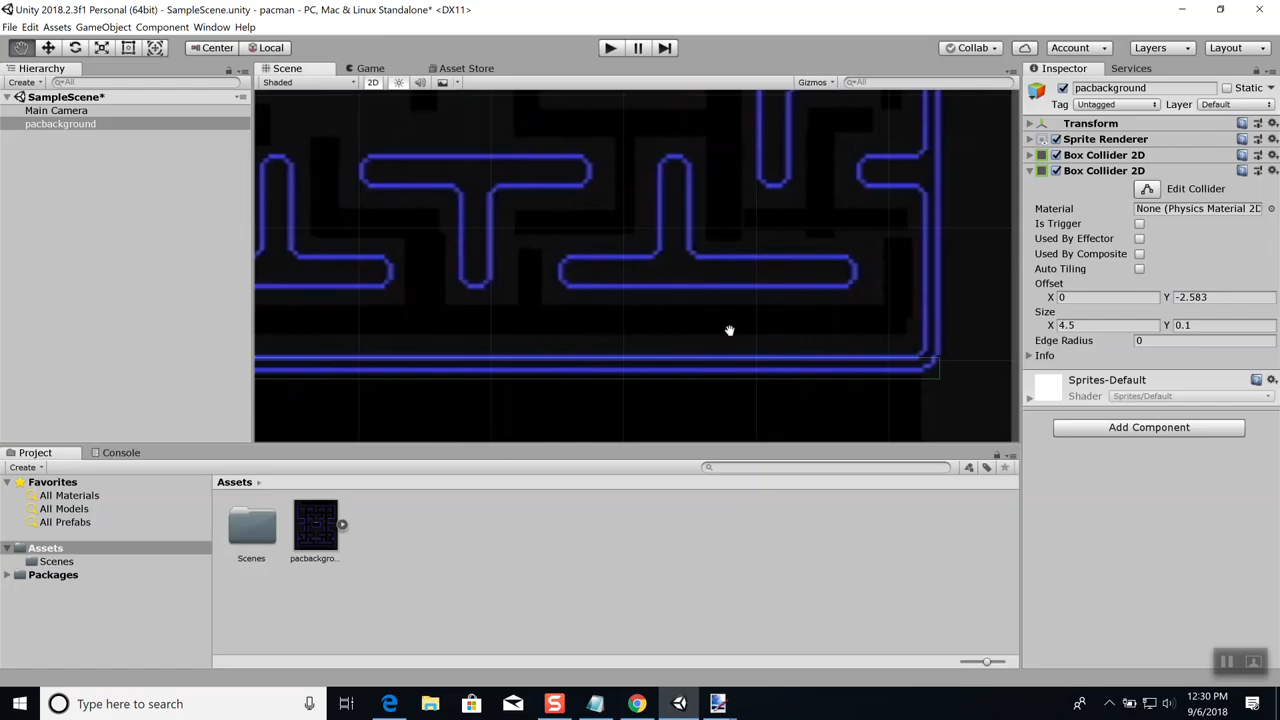 Unity 2018.2.3f1 Personal (64bit) - SampleScene.unity - pacman - PC, Mac & Linux Standalone* <DX11>
File Edit Assets GameObject Component Window Help
Center Local Collab Account Layers Layout
Hierarchy Scene Game Asset Store Inspector Services
Create All Shaded 2D Gizmos All
SampleScene*
Main Camera
pacbackground
pacbackground Static
Tag Untagged Layer Default
Transform
Sprite Renderer
Box Collider 2D
Box Collider 2D
Edit Collider
Material None (Physics Material 2D
Is Trigger
Used By Effector
Used By Composite
Auto Tiling
Offset
X 0 Y -2.583
Size
X 4.5 Y 0.1
Edge Radius 0
Info
Sprites-Default
Shader Sprites/Default
Add Component
Project Console
Create
Favorites
All Materials
All Models
All Prefabs
Assets
Scenes
Packages
Assets
Scenes pacbackgro...
Type here to search
12:30 PM
9/6/2018